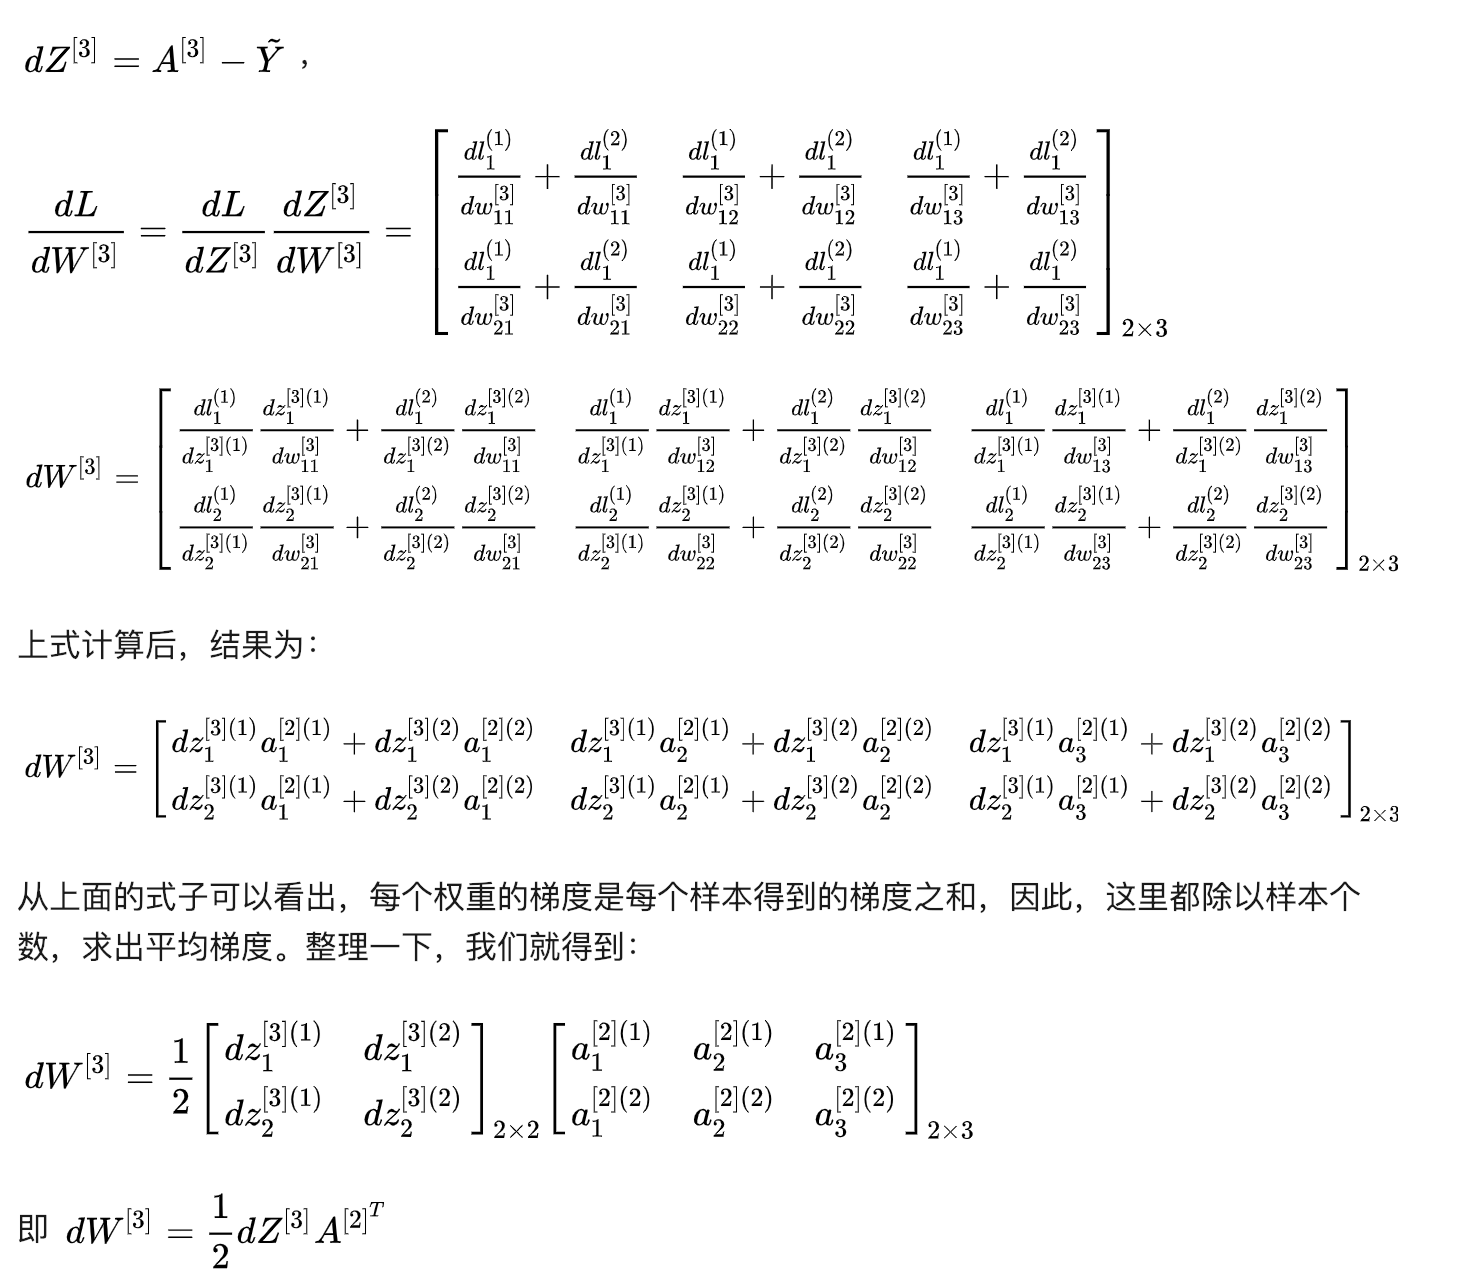 $dZ^{[3]} = A^{[3]} - \tilde{Y}$ ,
$\frac{dL}{dW^{[3]}} = \frac{dL}{dZ^{[3]}} \frac{dZ^{[3]}}{dW^{[3]}} = \begin{bmatrix} \frac{dl_1^{(1)}}{dw_{11}^{[3]}} + \frac{dl_1^{(2)}}{dw_{11}^{[3]}} & \frac{dl_1^{(1)}}{dw_{12}^{[3]}} + \frac{dl_1^{(2)}}{dw_{12}^{[3]}} & \frac{dl_1^{(1)}}{dw_{13}^{[3]}} + \frac{dl_1^{(2)}}{dw_{13}^{[3]}} \\ \frac{dl_1^{(1)}}{dw_{21}^{[3]}} + \frac{dl_1^{(2)}}{dw_{21}^{[3]}} & \frac{dl_1^{(1)}}{dw_{22}^{[3]}} + \frac{dl_1^{(2)}}{dw_{22}^{[3]}} & \frac{dl_1^{(1)}}{dw_{23}^{[3]}} + \frac{dl_1^{(2)}}{dw_{23}^{[3]}} \end{bmatrix}_{2\times3}$
$dW^{[3]} = \begin{bmatrix} \frac{dl_1^{(1)}}{dz_1^{[3](1)}} \frac{dz_1^{[3](1)}}{dw_{11}^{[3]}} + \frac{dl_1^{(2)}}{dz_1^{[3](2)}} \frac{dz_1^{[3](2)}}{dw_{11}^{[3]}} & \frac{dl_1^{(1)}}{dz_1^{[3](1)}} \frac{dz_1^{[3](1)}}{dw_{12}^{[3]}} + \frac{dl_1^{(2)}}{dz_1^{[3](2)}} \frac{dz_1^{[3](2)}}{dw_{12}^{[3]}} & \frac{dl_1^{(1)}}{dz_1^{[3](1)}} \frac{dz_1^{[3](1)}}{dw_{13}^{[3]}} + \frac{dl_1^{(2)}}{dz_1^{[3](2)}} \frac{dz_1^{[3](2)}}{dw_{13}^{[3]}} \\ \frac{dl_2^{(1)}}{dz_2^{[3](1)}} \frac{dz_2^{[3](1)}}{dw_{21}^{[3]}} + \frac{dl_2^{(2)}}{dz_2^{[3](2)}} \frac{dz_2^{[3](2)}}{dw_{21}^{[3]}} & \frac{dl_2^{(1)}}{dz_2^{[3](1)}} \frac{dz_2^{[3](1)}}{dw_{22}^{[3]}} + \frac{dl_2^{(2)}}{dz_2^{[3](2)}} \frac{dz_2^{[3](2)}}{dw_{22}^{[3]}} & \frac{dl_2^{(1)}}{dz_2^{[3](1)}} \frac{dz_2^{[3](1)}}{dw_{23}^{[3]}} + \frac{dl_2^{(2)}}{dz_2^{[3](2)}} \frac{dz_2^{[3](2)}}{dw_{23}^{[3]}} \end{bmatrix}_{2\times3}$
上式计算后，结果为：
$dW^{[3]} = \begin{bmatrix} dz_1^{[3](1)} a_1^{[2](1)} + dz_1^{[3](2)} a_1^{[2](2)} & dz_1^{[3](1)} a_2^{[2](1)} + dz_1^{[3](2)} a_2^{[2](2)} & dz_1^{[3](1)} a_3^{[2](1)} + dz_1^{[3](2)} a_3^{[2](2)} \\ dz_2^{[3](1)} a_1^{[2](1)} + dz_2^{[3](2)} a_1^{[2](2)} & dz_2^{[3](1)} a_2^{[2](1)} + dz_2^{[3](2)} a_2^{[2](2)} & dz_2^{[3](1)} a_3^{[2](1)} + dz_2^{[3](2)} a_3^{[2](2)} \end{bmatrix}_{2\times3}$
从上面的式子可以看出，每个权重的梯度是每个样本得到的梯度之和，因此，这里都除以样本个
数，求出平均梯度。整理一下，我们就得到：
$dW^{[3]} = \frac{1}{2} \begin{bmatrix} dz_1^{[3](1)} & dz_1^{[3](2)} \\ dz_2^{[3](1)} & dz_2^{[3](2)} \end{bmatrix}_{2\times2} \begin{bmatrix} a_1^{[2](1)} & a_2^{[2](1)} & a_3^{[2](1)} \\ a_1^{[2](2)} & a_2^{[2](2)} & a_3^{[2](2)} \end{bmatrix}_{2\times3}$
即 $dW^{[3]} = \frac{1}{2} dZ^{[3]} A^{[2]^T}$